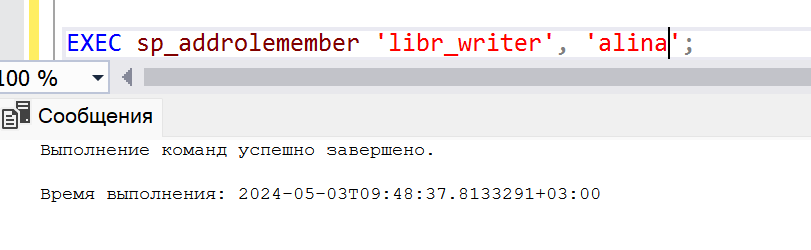 EXEC sp_addrolemember 'libr_writer', 'alina';
100 %
Сообщения
Выполнение команд успешно завершено.
Время выполнения: 2024-05-03T09:48:37.8133291+03:00